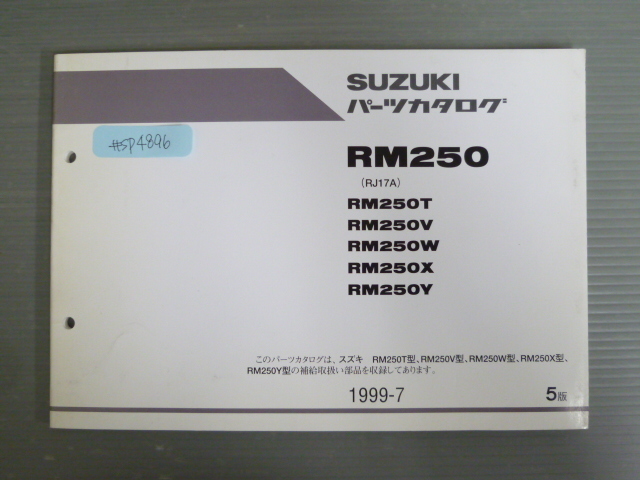 SUZUKI
パーツカタログ
#SP4896
RM250
(RJ17A)
RM250T
RM250V
RM250W
RM250X
RM250Y
このパーツカタログは、スズキ RM250T型、RM250V型、RM250W型、RM250X型、
RM250Y型の補給取扱い部品を収録してあります。
1999-7
5版